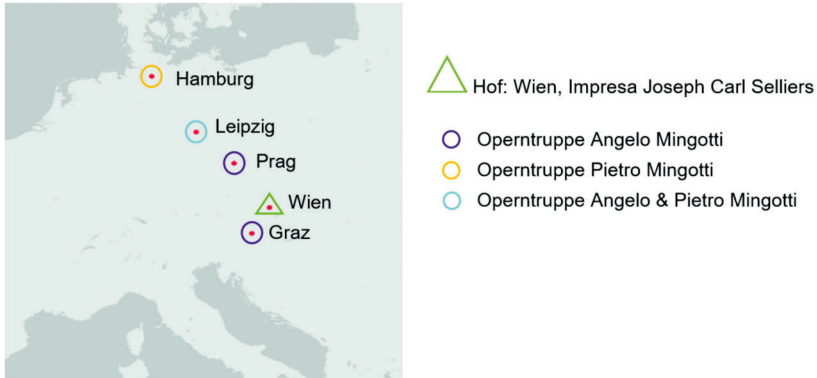 Hamburg
Leipzig
Prag
Wien
Graz
Hof: Wien, Impresa Joseph Carl Selliers
Operntruppe Angelo Mingotti
Operntruppe Pietro Mingotti
Operntruppe Angelo & Pietro Mingotti